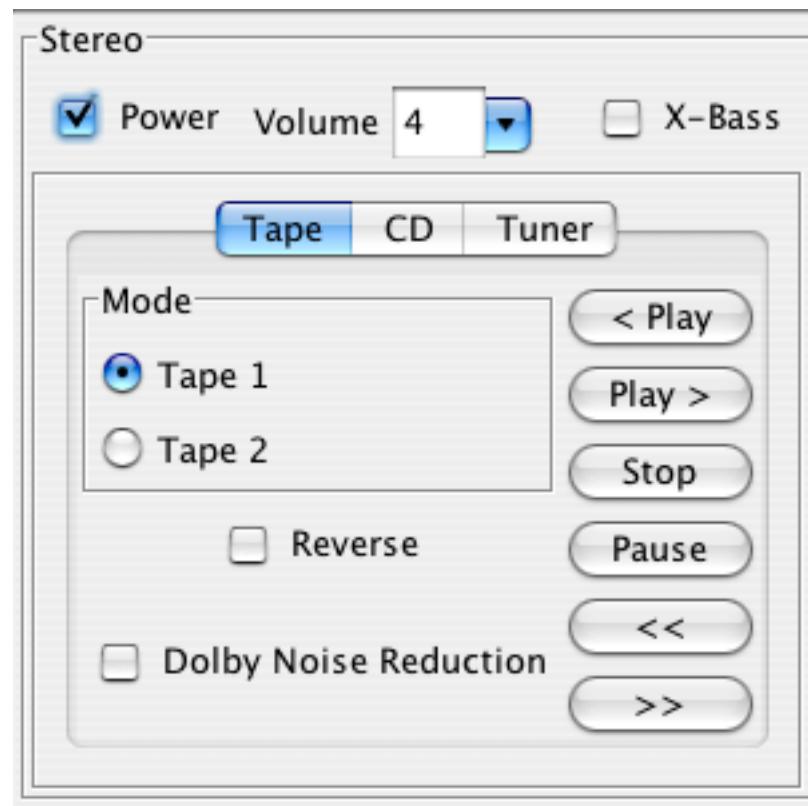 Stereo
Power Volume 4 X-Bass
Tape CD Tuner
Mode
Tape 1
Tape 2
Reverse
Dolby Noise Reduction
< Play
Play >
Stop
Pause
<<
>>